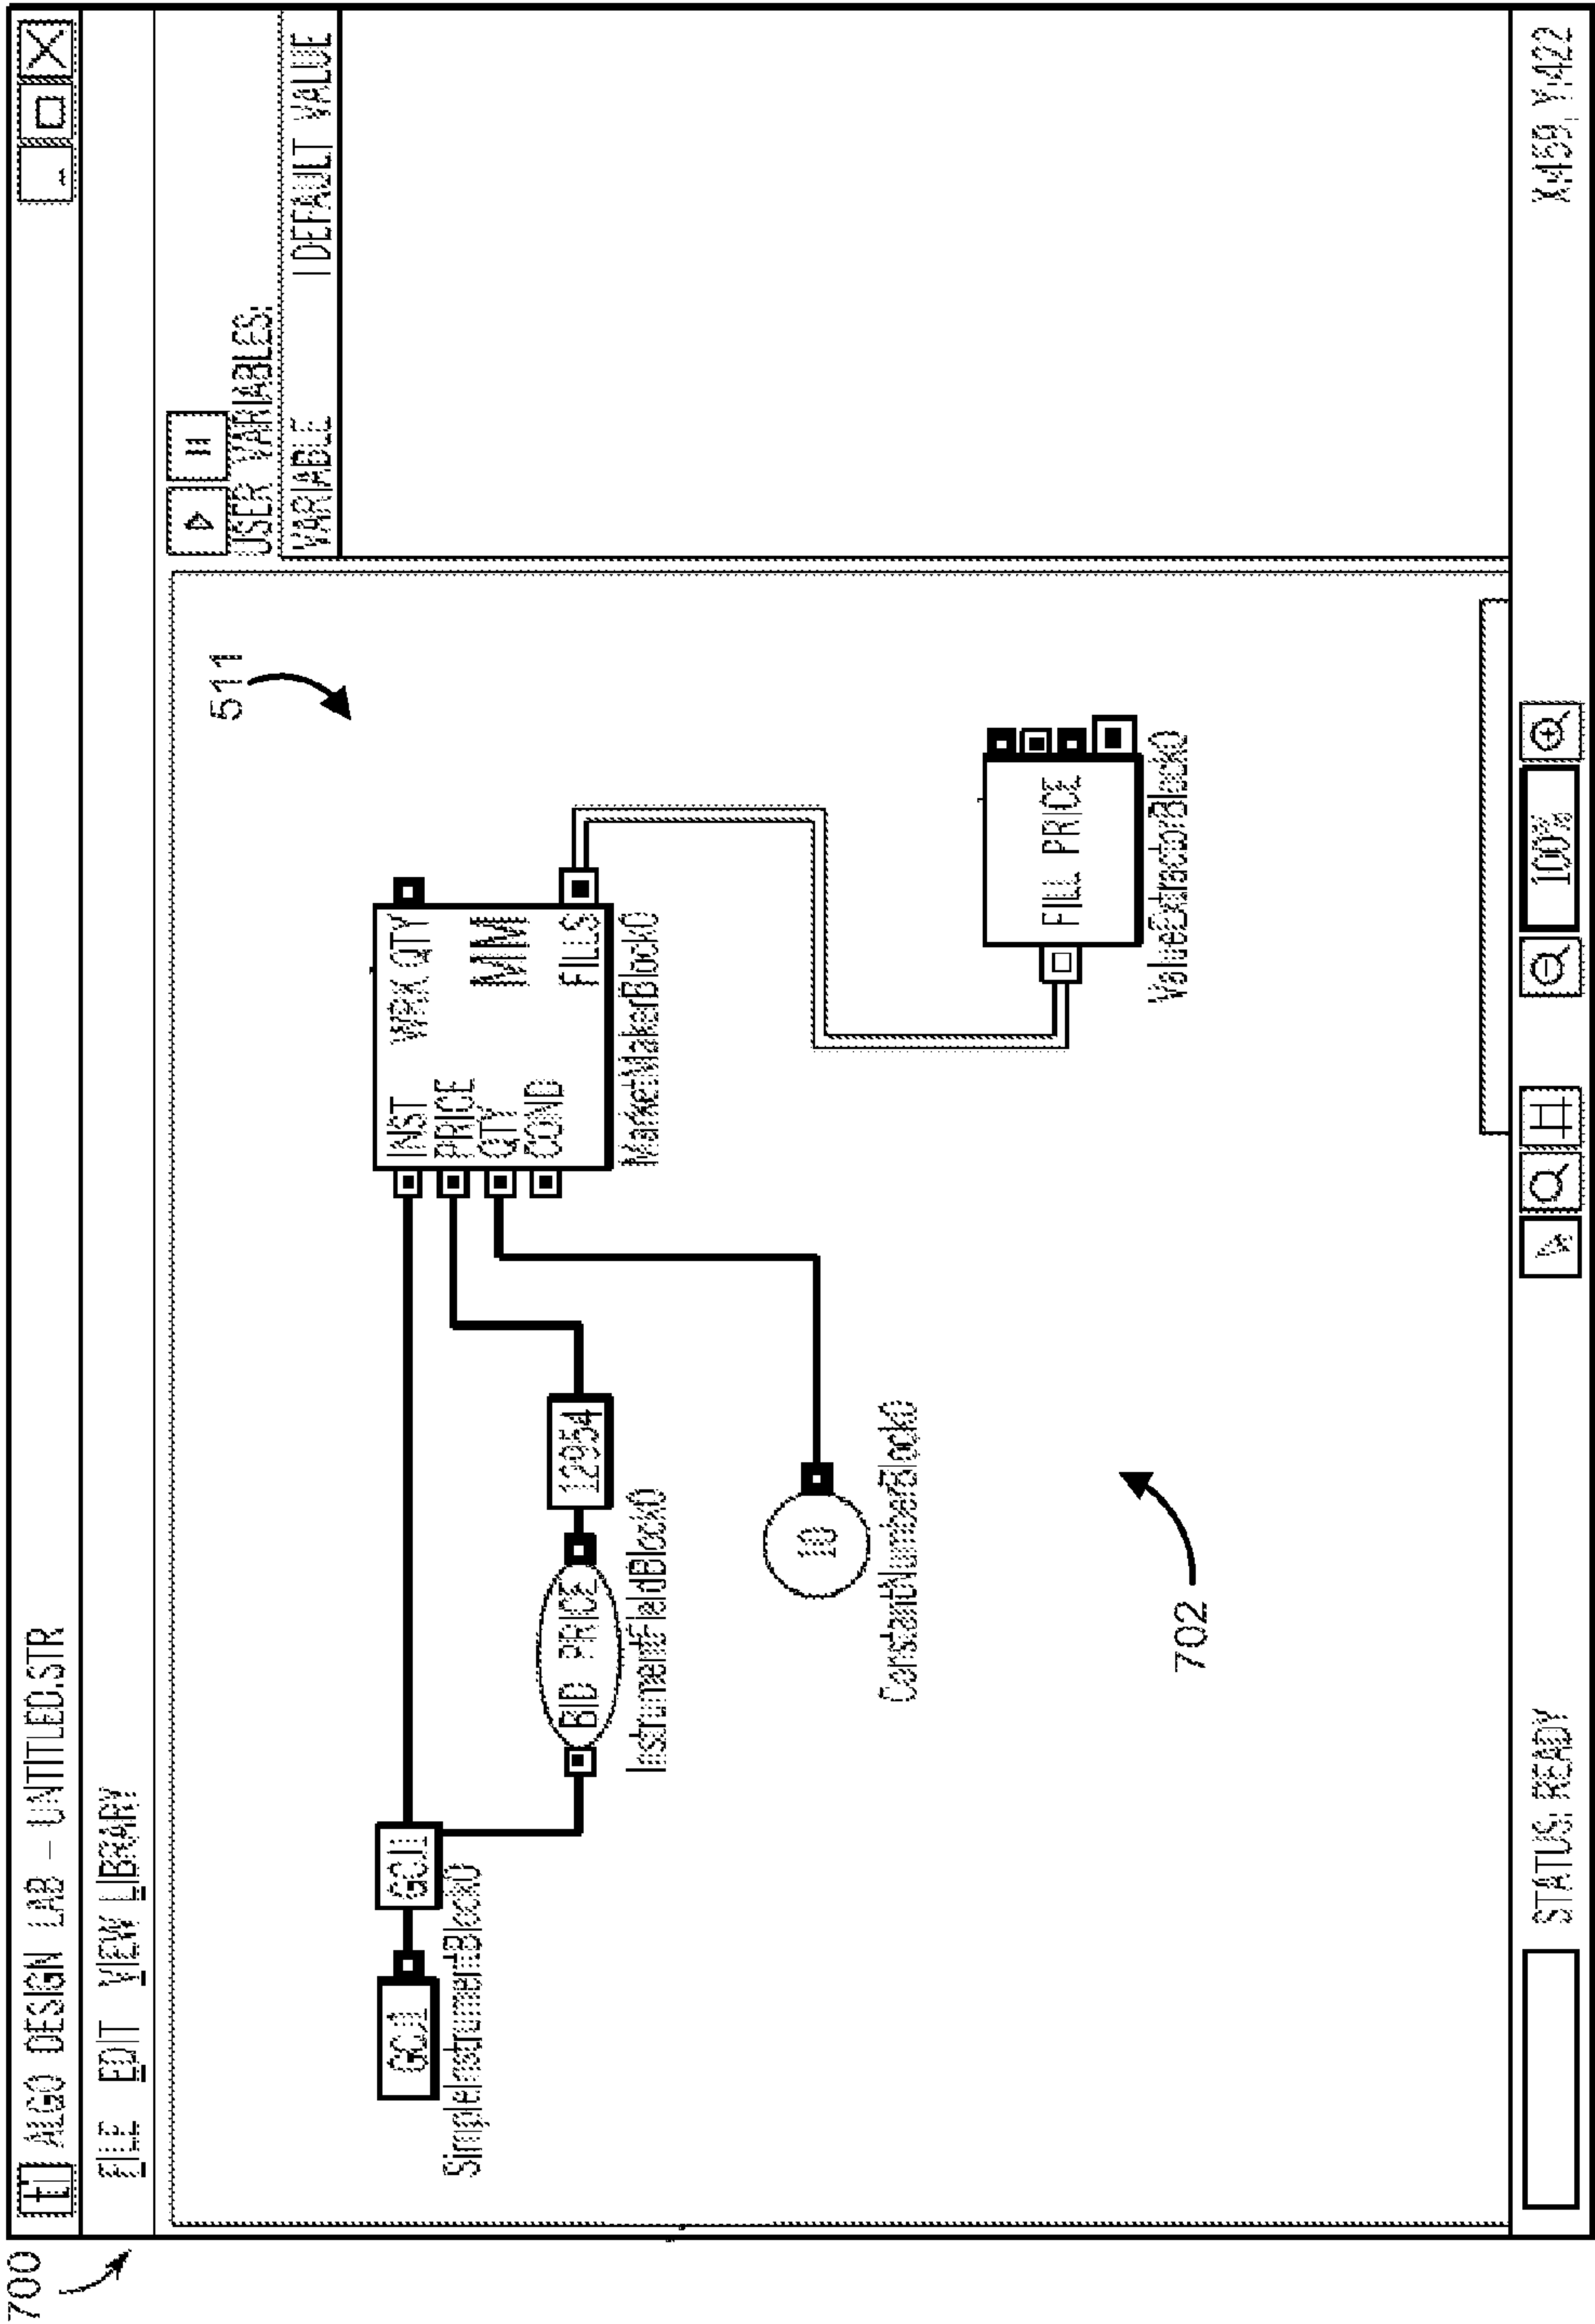 700
ALGO DESIGN LAB – UNTITLED.STR
FILE EDIT VIEW LIBRARY
USER VARIABLES:
VARIABLE DEFAULT VALUE
511
GCJ1
GCJ1
SimpleInstrumentBlock0
INST WRK QTY
PRICE
QTY MM
COND FILLS
MarketMakerBlock0
BID PRICE
12954
InstrumentFieldBlock0
10
ConstantNumberBlock0
FILL PRICE
ValueExtractorBlock0
702
STATUS: READY
100%
X:459, Y:422